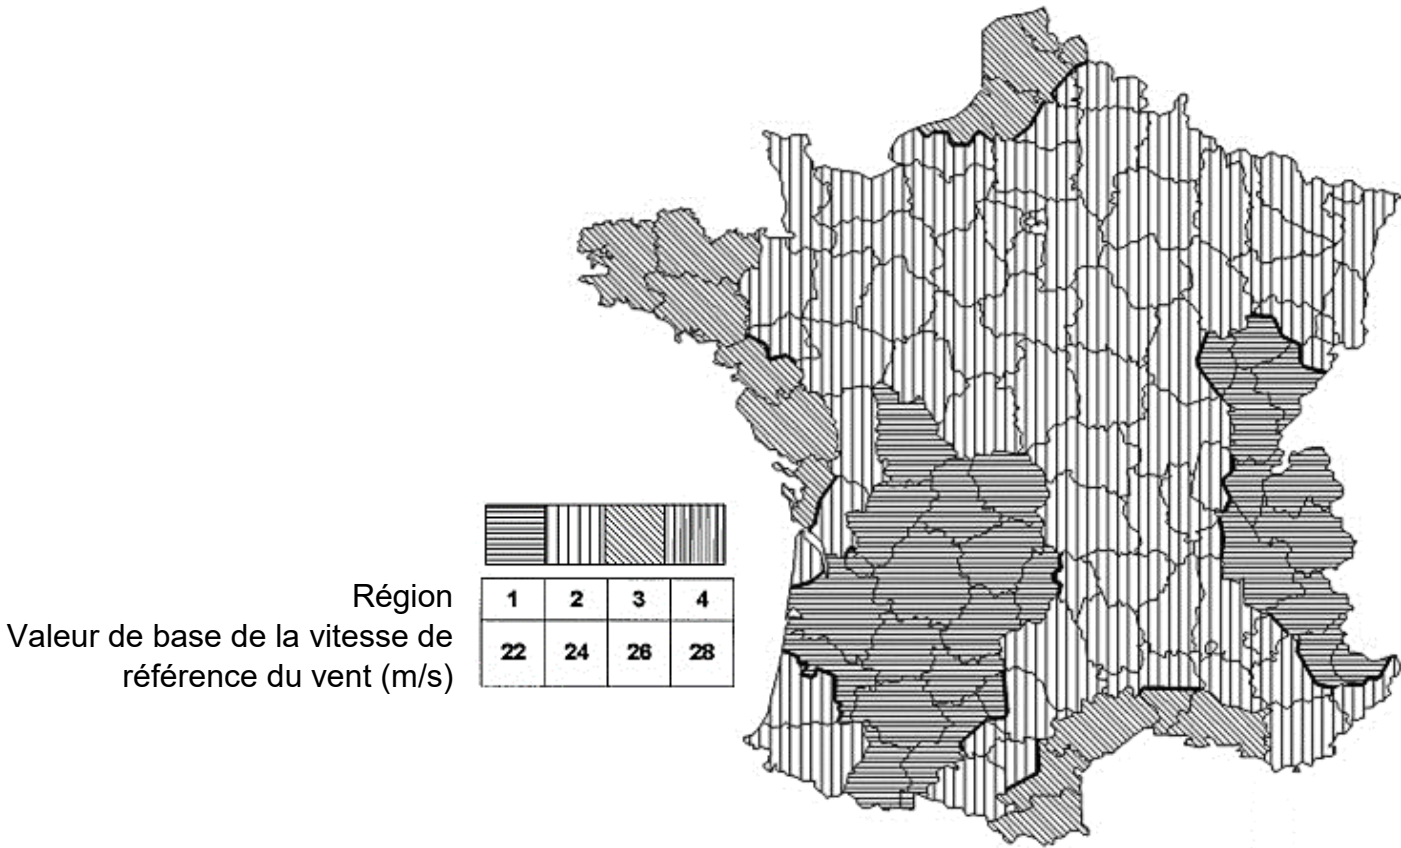 Région 1 2 3 4
Valeur de base de la vitesse de
référence du vent (m/s) 22 24 26 28